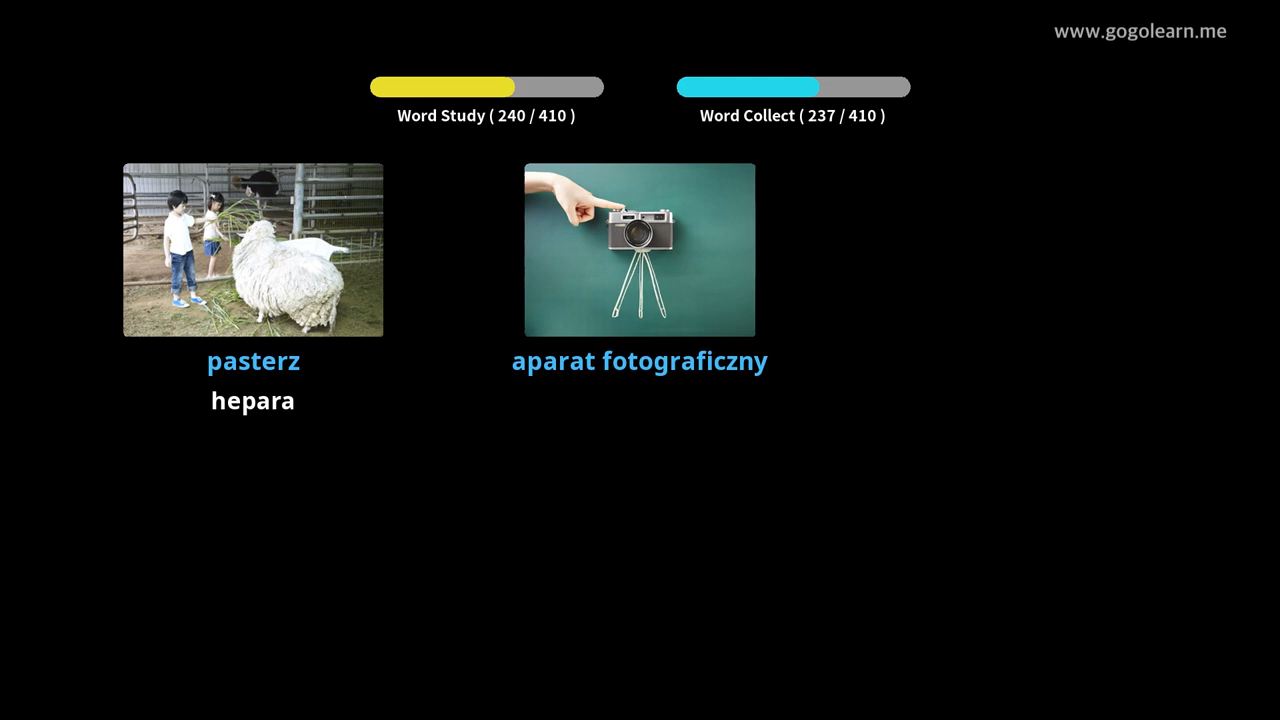 www.gogolearn.me
Word Study ( 240 / 410 )
Word Collect ( 237 / 410 )
pasterz
hepara
aparat fotograficzny